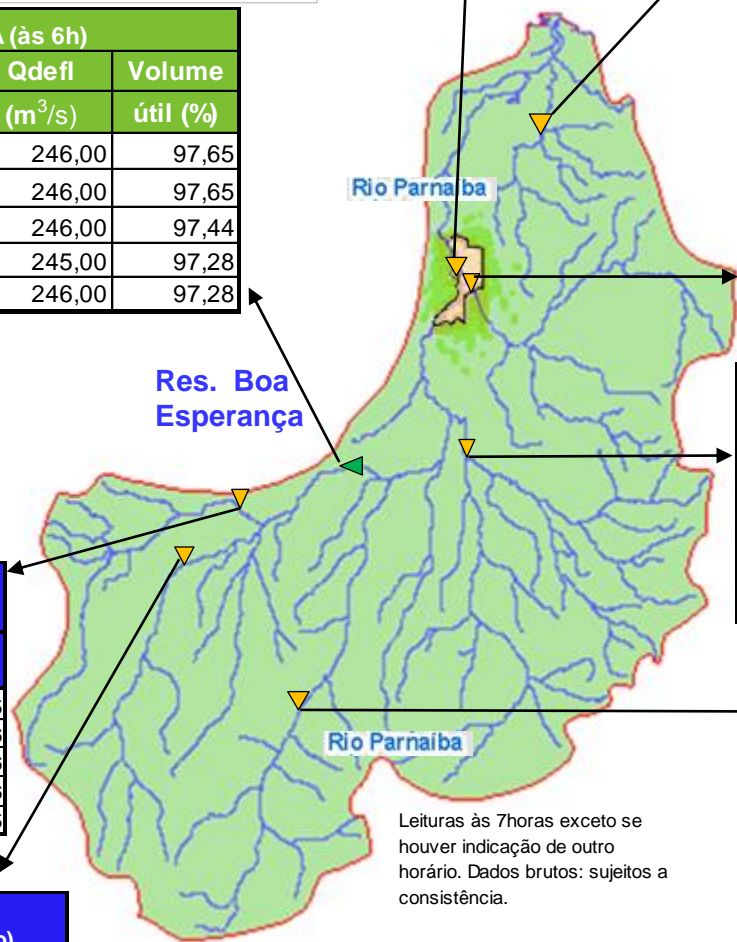 A (às 6h)
Qdefl Volume
(m³/s) útil (%)
246,00 97,65
246,00 97,65
246,00 97,44
245,00 97,28
246,00 97,28
Rio Parnaíba
Res. Boa
Esperança
Rio Parnaíba
Leituras às 7horas exceto se
houver indicação de outro
horário. Dados brutos: sujeitos a
consistência.